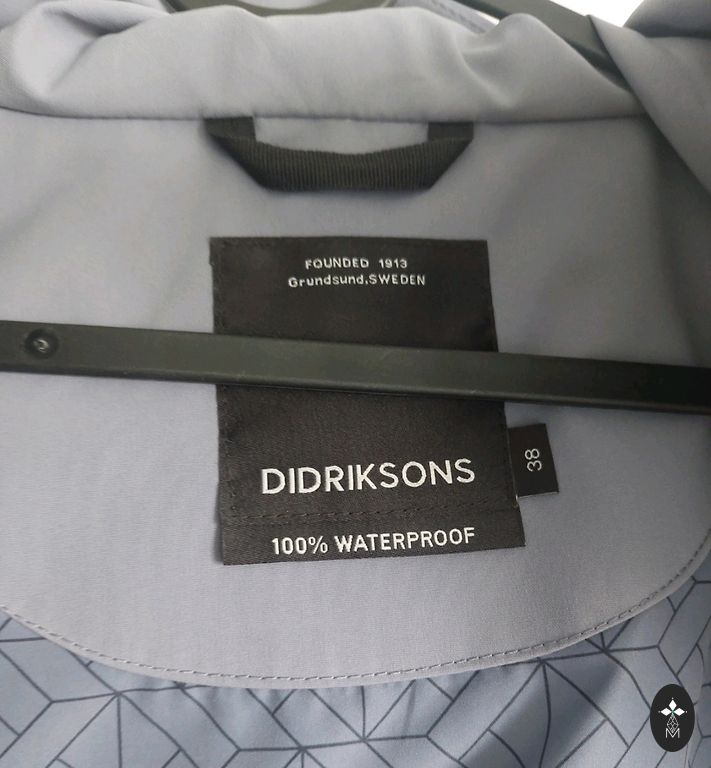 FOUNDED 1913
Grundsund.SWEDEN
DIDRIKSONS
38
100% WATERPROOF
M